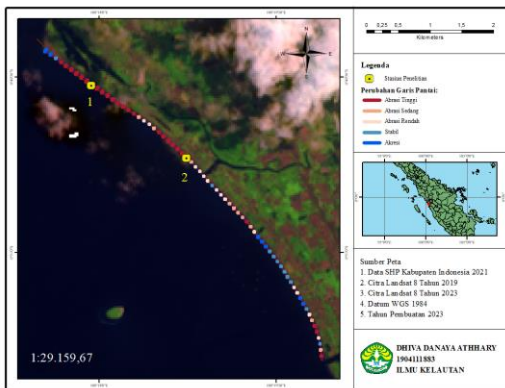 1
2
1:29.159,67
0 0,25 0,5 1 1,5 2
Kilometers
Legenda
Stasiun Penelitian
Perubahan Garis Pantai:
Abrasi Tinggi
Abrasi Sedang
Abrasi Rendah
Stabil
Akresi
Sumber Peta
1. Data SHP Kabupaten Indonesia 2021
2. Citra Landsat 8 Tahun 2019
3. Citra Landsat 8 Tahun 2023
4. Datum WGS 1984
5. Tahun Pembuatan 2023
DHIVA DANAYA ATHHARY
1904111883
ILMU KELAUTAN